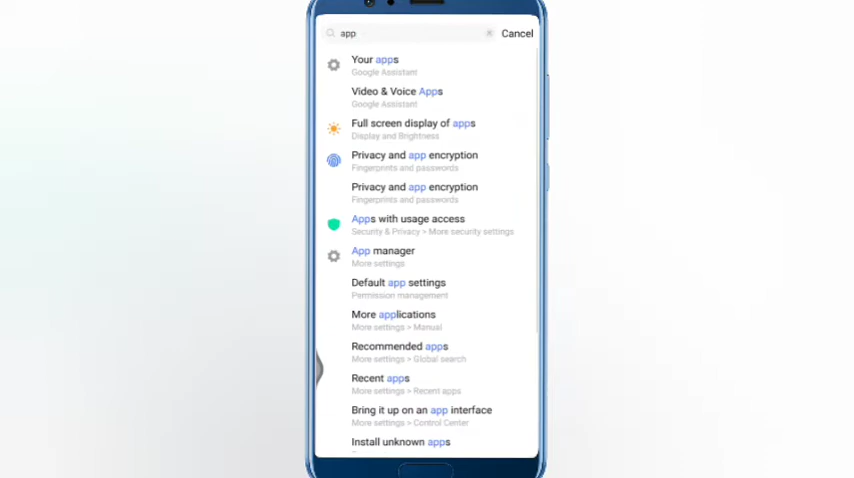 app
Cancel
Your apps
Google Assistant
Video & Voice Apps
Google Assistant
Full screen display of apps
Display and Brightness
Privacy and app encryption
Fingerprints and passwords
Privacy and app encryption
Fingerprints and passwords
Apps with usage access
Security & Privacy > More security settings
App manager
More settings
Default app settings
Permission management
More applications
More settings > Manual
Recommended apps
More settings > Global search
Recent apps
More settings > Recent apps
Bring it up on an app interface
More settings > Control Center
Install unknown apps